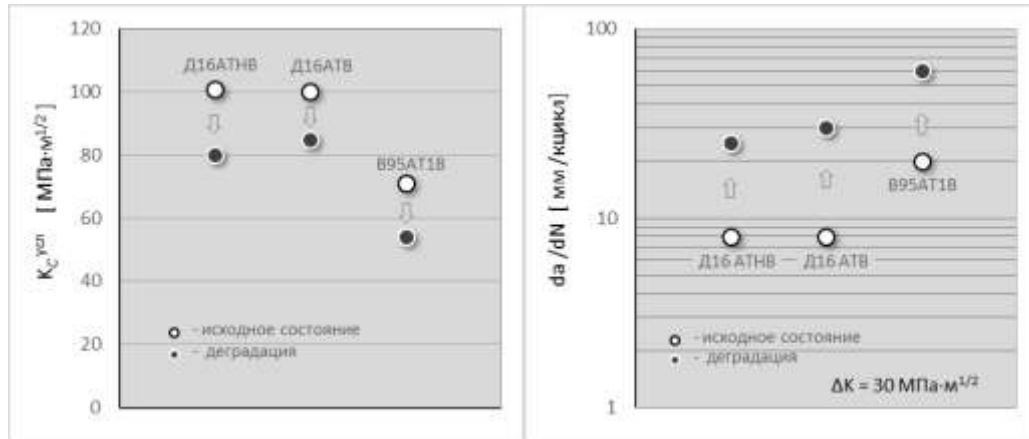 120
100
80
60
40
20
0
K_C^усл [ МПа·м^1/2 ]
Д16АТНВ
Д16АТВ
В95АТ1В
- исходное состояние
- деградация
100
10
1
da /dN [ мм /кцикл]
В95АТ1В
Д16 АТНВ
Д16 АТВ
- исходное состояние
- деградация
ΔK = 30 МПа·м^1/2